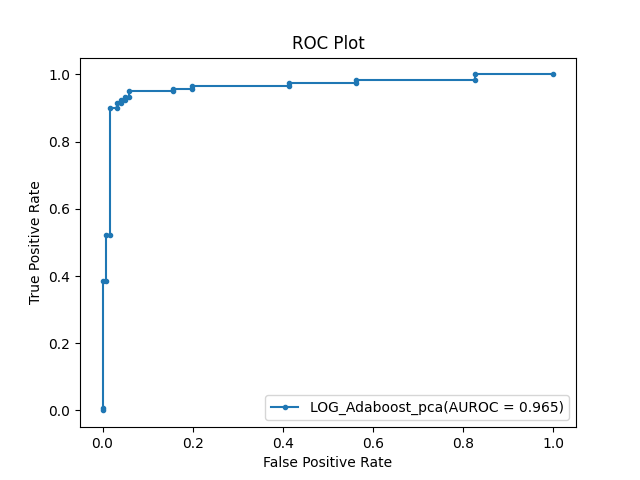 ROC Plot
1.0
0.8
0.6
0.4
0.2
0.0
True Positive Rate
LOG_Adaboost_pca(AUROC = 0.965)
0.0 0.2 0.4 0.6 0.8 1.0
False Positive Rate